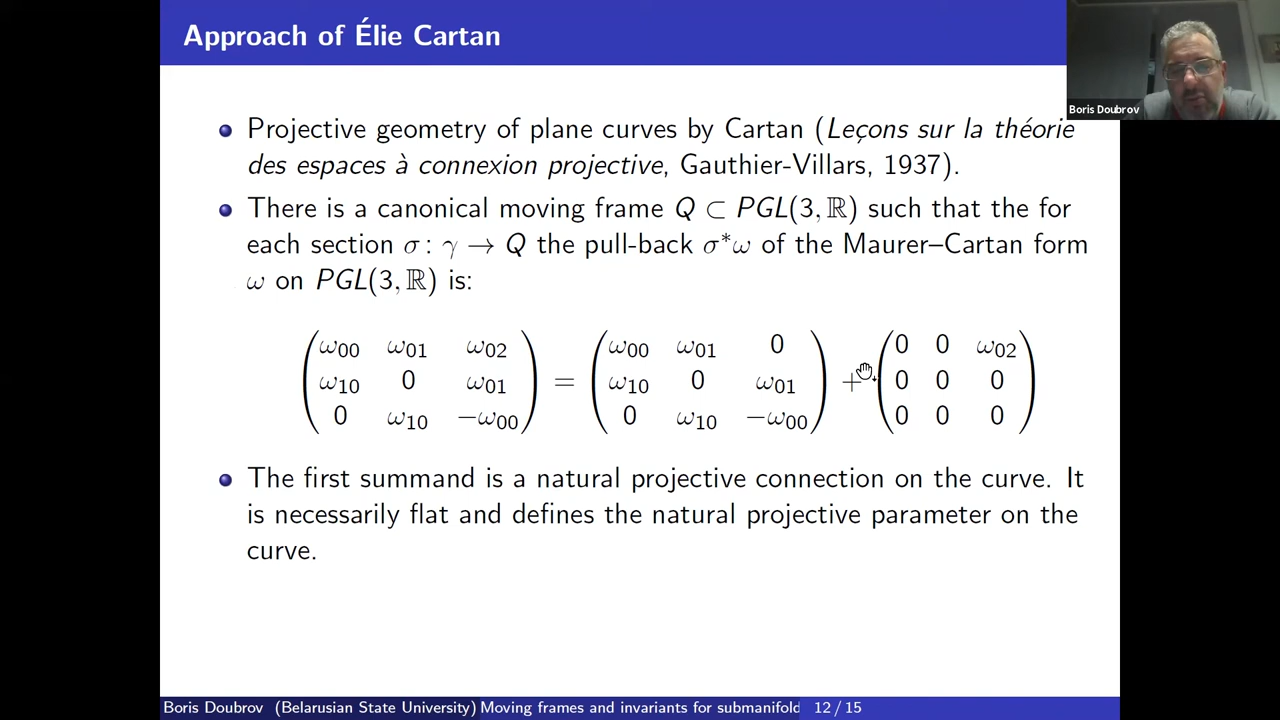 Approach of Élie Cartan
Boris Doubrov
Projective geometry of plane curves by Cartan (Leçons sur la théorie
des espaces à connexion projective, Gauthier-Villars, 1937).
There is a canonical moving frame Q ⊂ PGL(3, ℝ) such that the for
each section σ: γ → Q the pull-back σ*ω of the Maurer–Cartan form
ω on PGL(3, ℝ) is:
(ω₀₀ ω₀₁ ω₀₂) (ω₀₀ ω₀₁ 0) (0 0 ω₀₂)
(ω₁₀ 0 ω₀₁) = (ω₁₀ 0 ω₀₁) + (0 0 0)
(0 ω₁₀ −ω₀₀) (0 ω₁₀ −ω₀₀) (0 0 0)
The first summand is a natural projective connection on the curve. It
is necessarily flat and defines the natural projective parameter on the
curve.
Boris Doubrov (Belarusian State University) Moving frames and invariants for submanifold 12 / 15